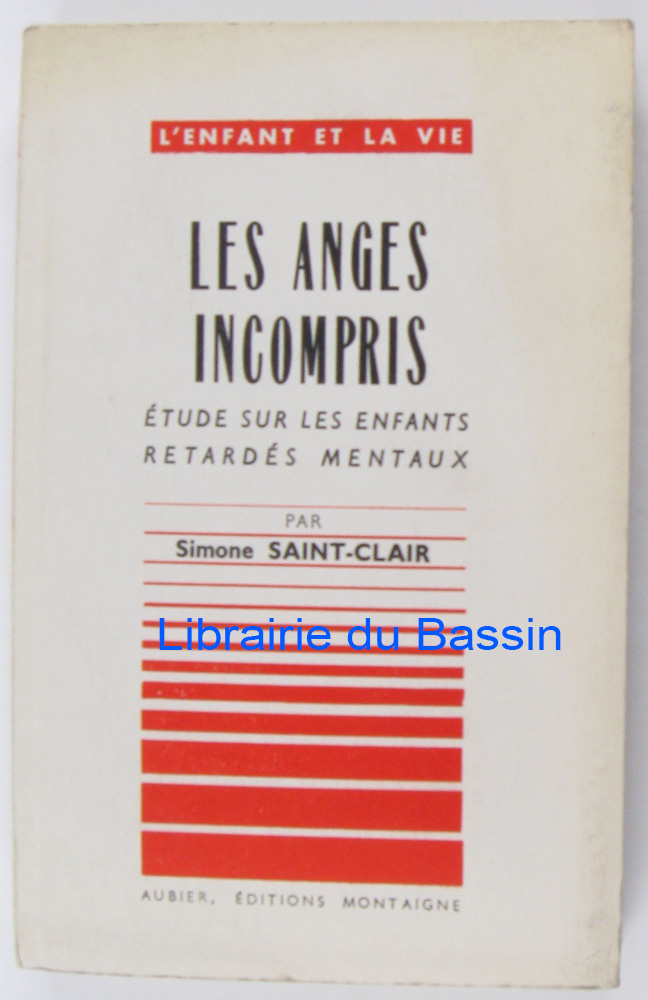 L'ENFANT ET LA VIE
LES ANGES
INCOMPRIS
ÉTUDE SUR LES ENFANTS
RETARDÉS MENTAUX
PAR
Simone SAINT-CLAIR
Librairie du Bassin
AUBIER, ÉDITIONS MONTAIGNE